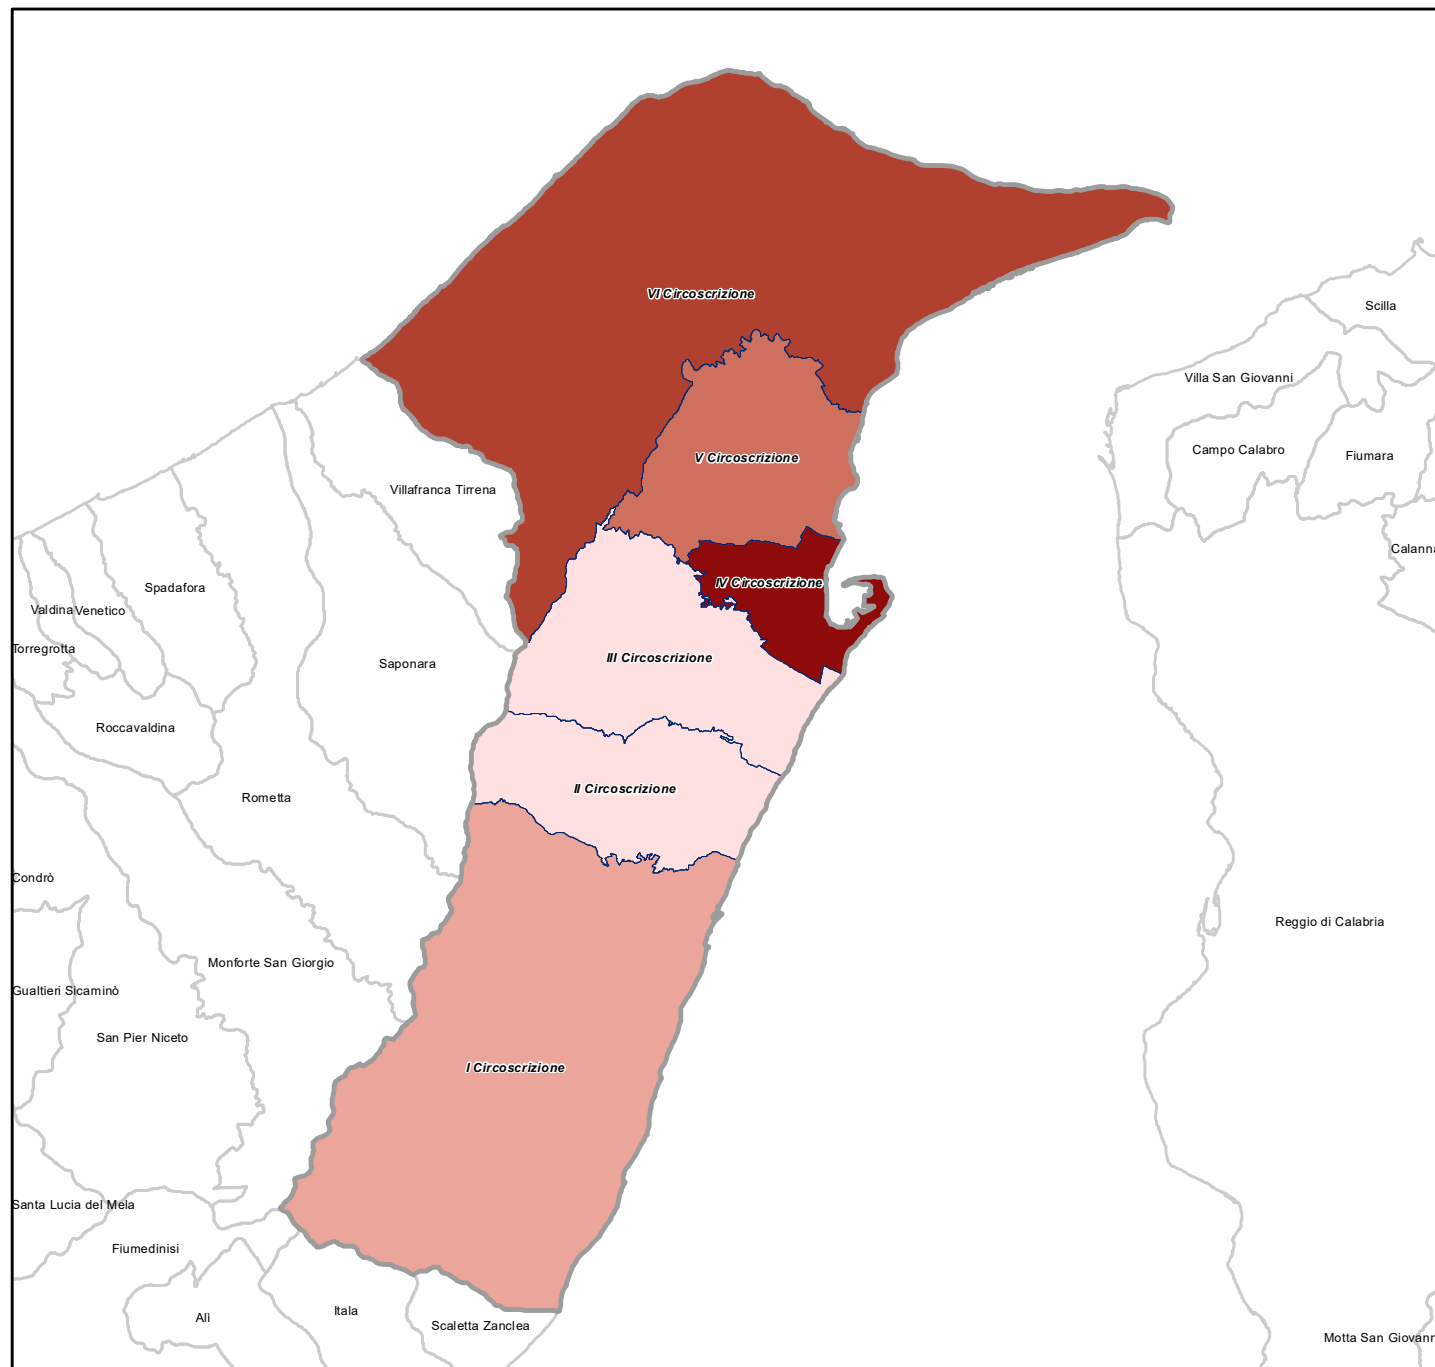 VI Circoscrizione
Scilla
Villa San Giovanni
Campo Calabro
Fiumara
V Circoscrizione
Villafranca Tirrena
Calanna
IV Circoscrizione
Spadafora
Valdina
Venetico
Torregrotta
III Circoscrizione
Saponara
Roccavaldina
II Circoscrizione
Rometta
Condrò
Reggio di Calabria
Monforte San Giorgio
Gualtieri Sicaminò
San Pier Niceto
I Circoscrizione
Santa Lucia del Mela
Fiumedinisi
Itala
Alì
Scaletta Zanclea
Motta San Giovann